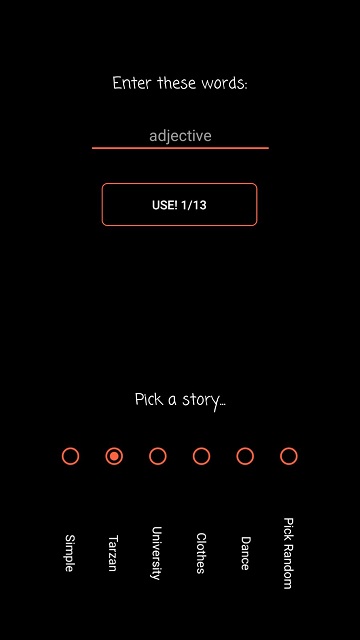 Enter these words:
adjective
USE! 1/13
Pick a story...
Simple
Tarzan
University
Clothes
Dance
Pick Random